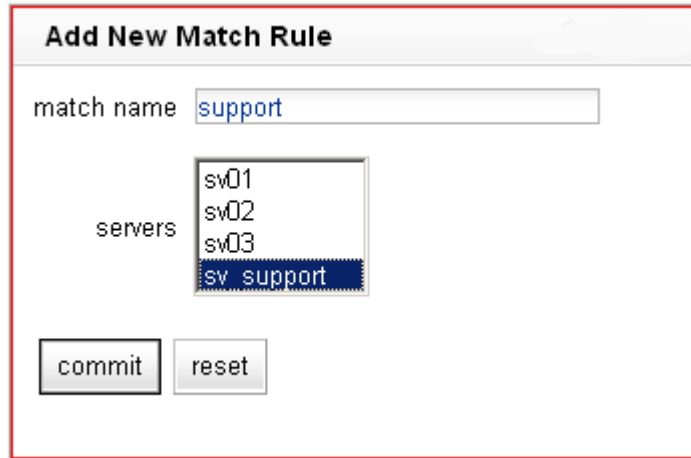 Add New Match Rule
match name support
sv01
sv02
servers
sv03
sv_support
commit reset